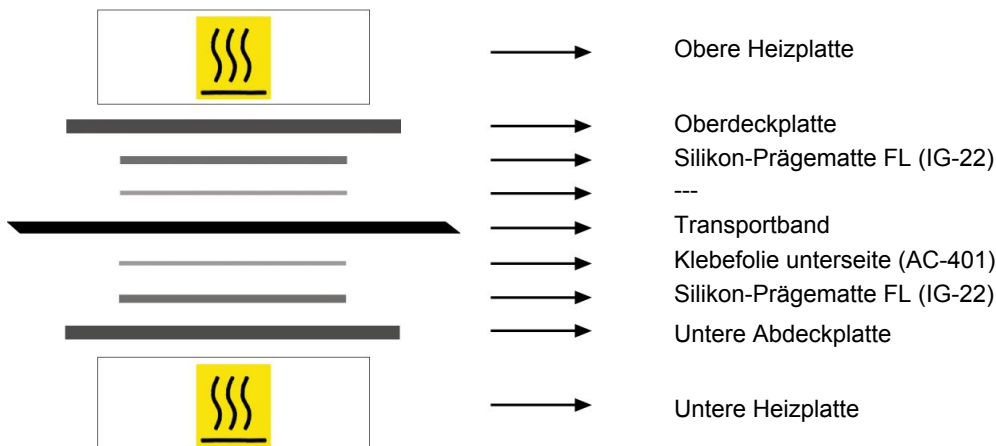 Obere Heizplatte
Oberdeckplatte
Silikon-Prägematte FL (IG-22)
---
Transportband
Klebefolie unterseite (AC-401)
Silikon-Prägematte FL (IG-22)
Untere Abdeckplatte
Untere Heizplatte